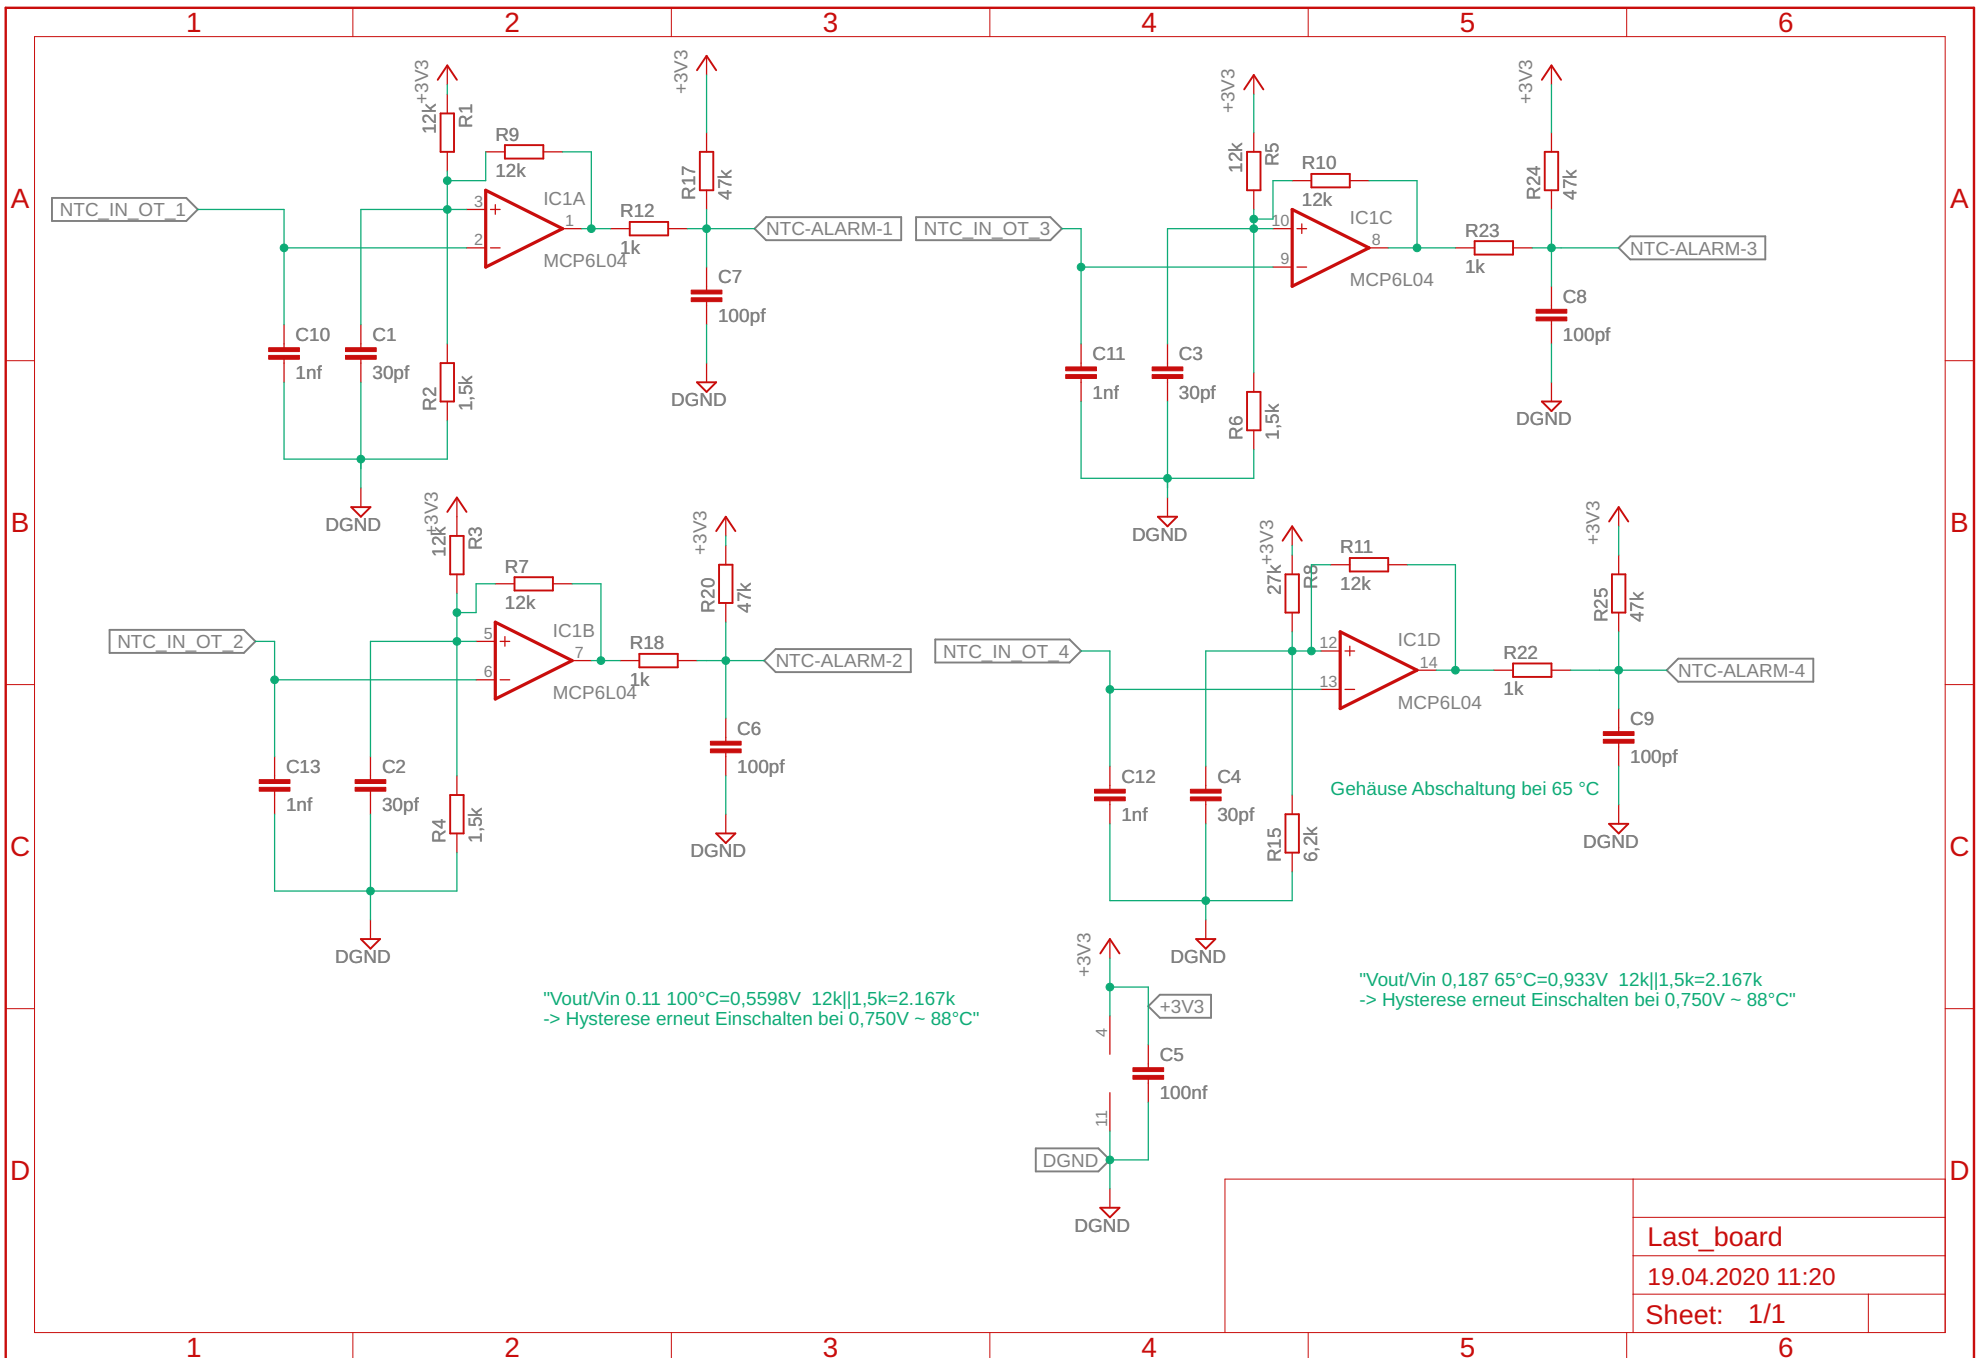 1 2 3 4 5 6
A
A
+3V3
12k
R1
R9
12k
NTC_IN_OT_1
3
2
IC1A
1
MCP6L04
R12
1k
+3V3
R17
47k
NTC-ALARM-1
C7
100pf
DGND
C10
1nf
C1
30pf
R2
1,5k
DGND
NTC_IN_OT_3
+3V3
12k
R5
R10
12k
10
9
IC1C
8
MCP6L04
R23
1k
+3V3
R24
47k
NTC-ALARM-3
C8
100pf
DGND
C11
1nf
C3
30pf
R6
1,5k
DGND
B
B
+3V3
12k
R3
R7
12k
NTC_IN_OT_2
5
6
IC1B
7
MCP6L04
R18
1k
+3V3
R20
47k
NTC-ALARM-2
C6
100pf
DGND
C13
1nf
C2
30pf
R4
1,5k
DGND
NTC_IN_OT_4
+3V3
27k
R8
R11
12k
12
13
IC1D
14
MCP6L04
R22
1k
+3V3
R25
47k
NTC-ALARM-4
C9
100pf
DGND
C12
1nf
C4
30pf
R15
6,2k
DGND
Gehäuse Abschaltung bei 65 °C
C
C
"Vout/Vin 0.11 100°C=0,5598V 12k||1,5k=2.167k
-> Hysterese erneut Einschalten bei 0,750V ~ 88°C"
"Vout/Vin 0,187 65°C=0,933V 12k||1,5k=2.167k
-> Hysterese erneut Einschalten bei 0,750V ~ 88°C"
+3V3
+3V3
4
C5
100nf
11
DGND
DGND
D
D
Last_board
19.04.2020 11:20
Sheet: 1/1
1 2 3 4 5 6